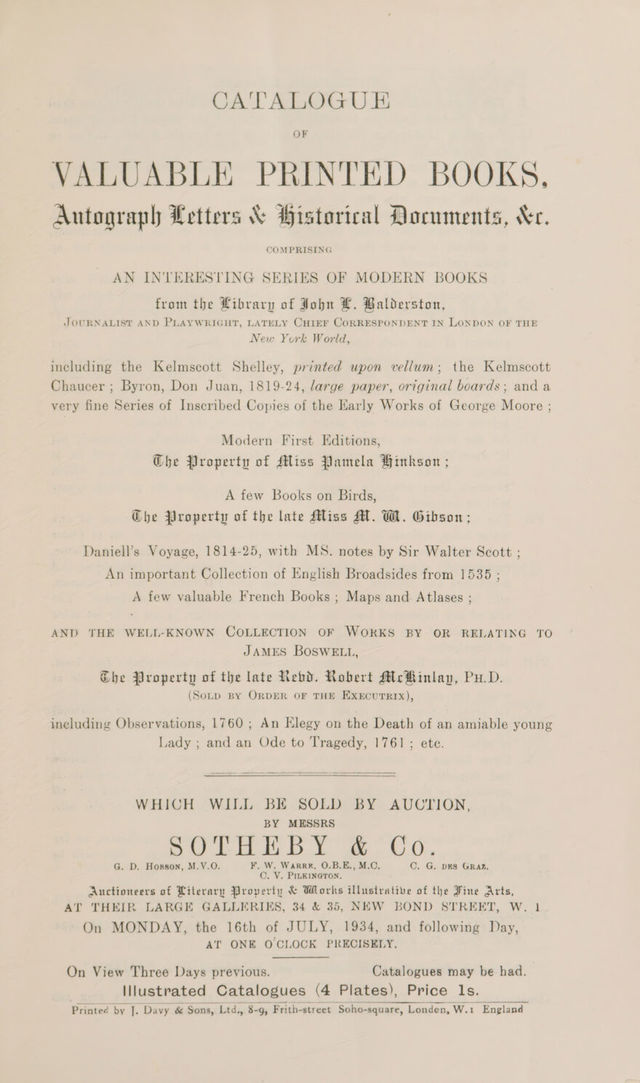 CATALOGUE
OF
VALUABLE PRINTED BOOKS,
Autograph Letters & Historical Documents, &c.
COMPRISING
AN INTERESTING SERIES OF MODERN BOOKS
from the Library of John L. Balderston,
JOURNALIST AND PLAYWRIGHT, LATELY CHIEF CORRESPONDENT IN LONDON OF THE
New York World,
including the Kelmscott Shelley, printed upon vellum; the Kelmscott
Chaucer ; Byron, Don Juan, 1819-24, large paper, original boards; and a
very fine Series of Inscribed Copies of the Early Works of George Moore ;
Modern First Editions,
The Property of Miss Pamela Hinkson ;
A few Books on Birds,
The Property of the late Miss M. W. Gibson ;
Daniell's Voyage, 1814-25, with MS. notes by Sir Walter Scott ;
An important Collection of English Broadsides from 1535 ;
A few valuable French Books ; Maps and Atlases ;
AND THE WELL-KNOWN COLLECTION OF WORKS BY OR RELATING TO
JAMES BOSWELL,
The Property of the late Revd. Robert McKinlay, PH.D.
(SOLD BY ORDER OF THE EXECUTRIX),
including Observations, 1760 ; An Elegy on the Death of an amiable young
Lady ; and an Ode to Tragedy, 1761 ; etc.
WHICH WILL BE SOLD BY AUCTION,
BY MESSRS
SOTHEBY & Co.
G. D. HOBSON, M.V.O. F. W. WARRE, O.B.E., M.C. C. G. DES GRAZ.
C. V. PILKINGTON.
Auctioneers of Literary Property & Works illustrative of the Fine Arts,
AT THEIR LARGE GALLERIES, 34 & 35, NEW BOND STREET, W. 1
On MONDAY, the 16th of JULY, 1934, and following Day,
AT ONE O'CLOCK PRECISELY.
On View Three Days previous. Catalogues may be had.
Illustrated Catalogues (4 Plates), Price 1s.
Printed by J. Davy & Sons, Ltd., 8-9, Frith-street Soho-square, London, W.1 England